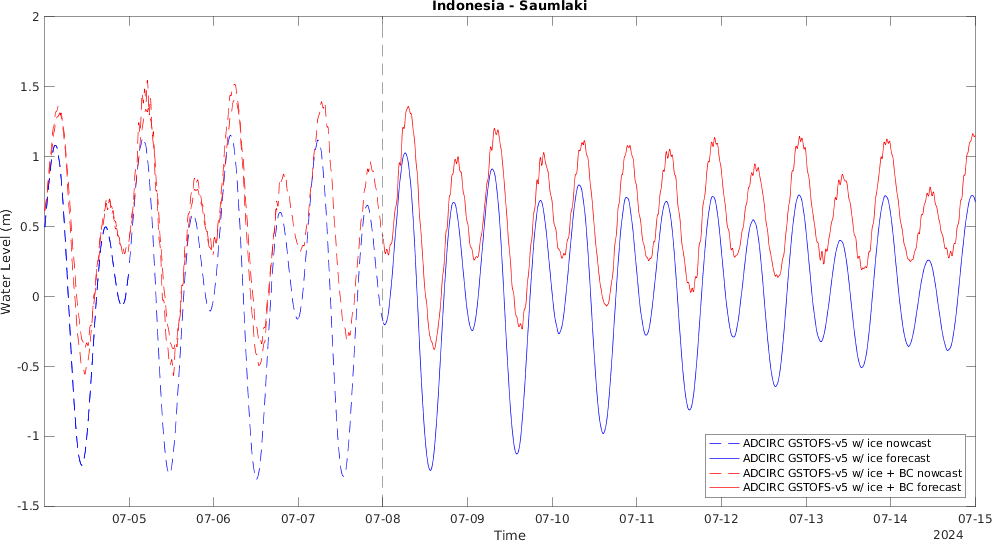 Indonesia - Saumlaki
2
1.5
1
0.5
0
-0.5
-1
-1.5
Water Level (m)
07-05
07-06
07-07
07-08
07-09
07-10
07-11
07-12
07-13
07-14
07-15
Time
2024
ADCIRC GSTOFS-v5 w/ ice nowcast
ADCIRC GSTOFS-v5 w/ ice forecast
ADCIRC GSTOFS-v5 w/ ice + BC nowcast
ADCIRC GSTOFS-v5 w/ ice + BC forecast